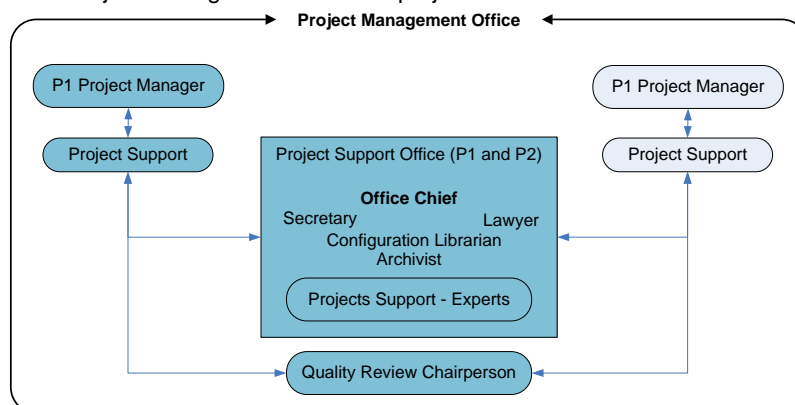 Project Management Office
P1 Project Manager
P1 Project Manager
Project Support
Project Support
Project Support Office (P1 and P2)
Office Chief
Secretary
Lawyer
Configuration Librarian
Archivist
Projects Support - Experts
Quality Review Chairperson